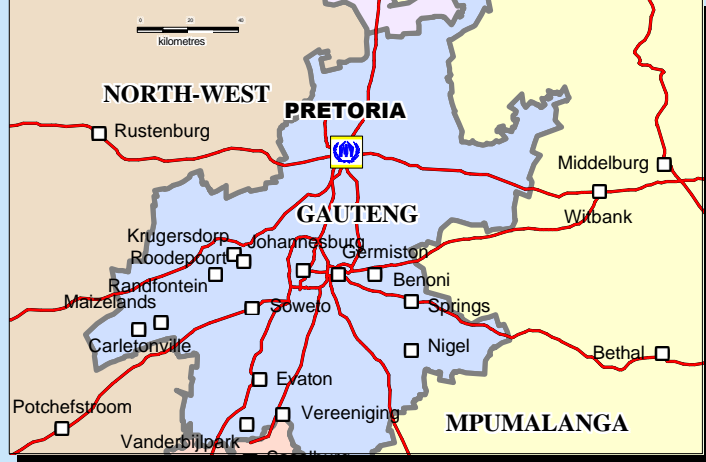 0 20 40
kilometres
NORTH-WEST
PRETORIA
Rustenburg
Middelburg
Witbank
GAUTENG
Krugersdorp
Johannesburg
Roodepoort
Germiston
Randfontein
Benoni
Maizelands
Soweto
Springs
Carletonville
Nigel
Bethal
Evaton
Potchefstroom
Vereeniging
MPUMALANGA
Vanderbijlpark